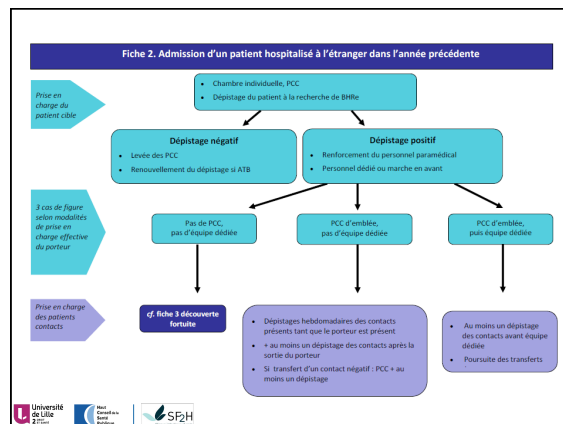 Fiche 2. Admission d'un patient hospitalisé à l'étranger dans l'année précédente
Prise en
charge du
patient cible
• Chambre individuelle, PCC
• Dépistage du patient à la recherche de BHRe
Dépistage négatif
• Levée des PCC
• Renouvellement du dépistage si ATB
Dépistage positif
• Renforcement du personnel paramédical
• Personnel dédié ou marche en avant
3 cas de figure
selon modalités
de prise en
charge effective
du porteur
Pas de PCC,
pas d'équipe dédiée
PCC d'emblée,
pas d'équipe dédiée
PCC d'emblée,
puis équipe dédiée
Prise en charge
des patients
contacts
cf. fiche 3 découverte
fortuite
• Dépistages hebdomadaires des contacts
présents tant que le porteur est présent
• + au moins un dépistage des contacts après la
sortie du porteur
• Si transfert d'un contact négatif : PCC + au
moins un dépistage
• Au moins un dépistage
des contacts avant équipe
dédiée
• Poursuite des transferts
Université
de Lille
2
Haut
Conseil de la
Santé
Publique
SF2H